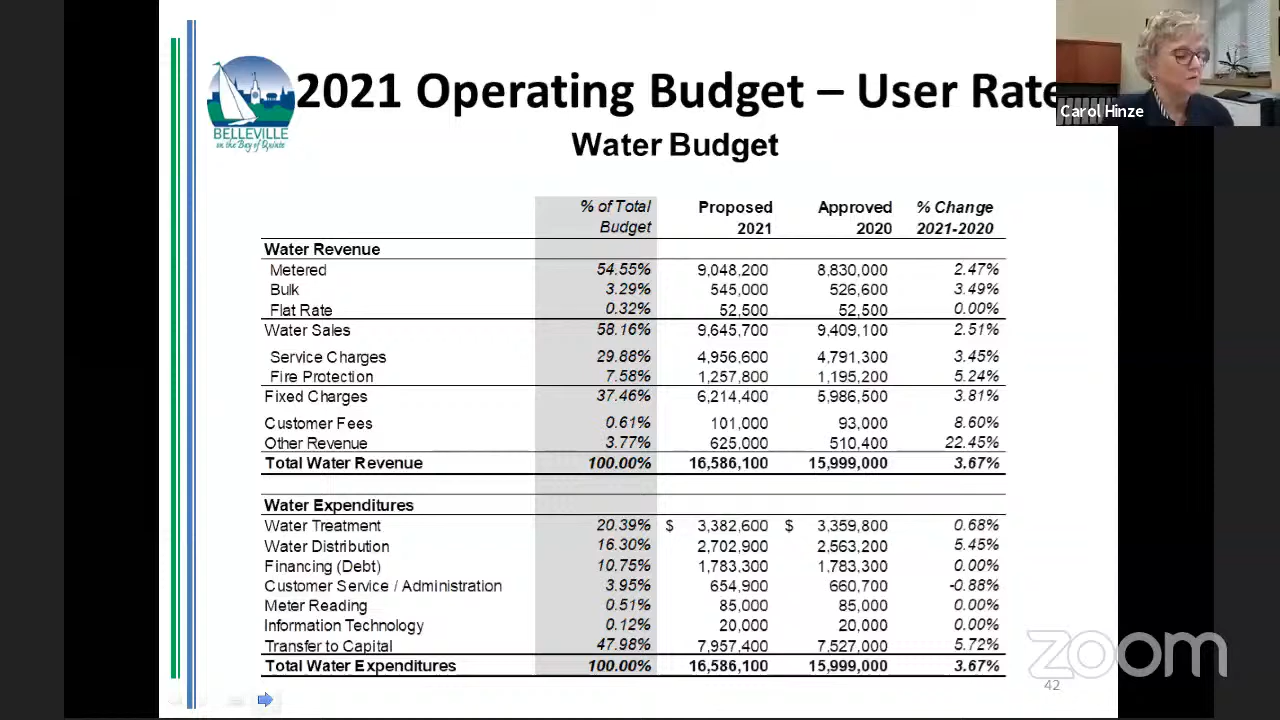 Carol Hinze
2021 Operating Budget – User Rate
BELLEVILLE
on the Bay of Quinte
Water Budget
% of Total Budget Proposed 2021 Approved 2020 % Change 2021-2020
Water Revenue
Metered 54.55% 9,048,200 8,830,000 2.47%
Bulk 3.29% 545,000 526,600 3.49%
Flat Rate 0.32% 52,500 52,500 0.00%
Water Sales 58.16% 9,645,700 9,409,100 2.51%
Service Charges 29.88% 4,956,600 4,791,300 3.45%
Fire Protection 7.58% 1,257,800 1,195,200 5.24%
Fixed Charges 37.46% 6,214,400 5,986,500 3.81%
Customer Fees 0.61% 101,000 93,000 8.60%
Other Revenue 3.77% 625,000 510,400 22.45%
Total Water Revenue 100.00% 16,586,100 15,999,000 3.67%
Water Expenditures
Water Treatment 20.39% $ 3,382,600 $ 3,359,800 0.68%
Water Distribution 16.30% 2,702,900 2,563,200 5.45%
Financing (Debt) 10.75% 1,783,300 1,783,300 0.00%
Customer Service / Administration 3.95% 654,900 660,700 -0.88%
Meter Reading 0.51% 85,000 85,000 0.00%
Information Technology 0.12% 20,000 20,000 0.00%
Transfer to Capital 47.98% 7,957,400 7,527,000 5.72%
Total Water Expenditures 100.00% 16,586,100 15,999,000 3.67%
zoom
42